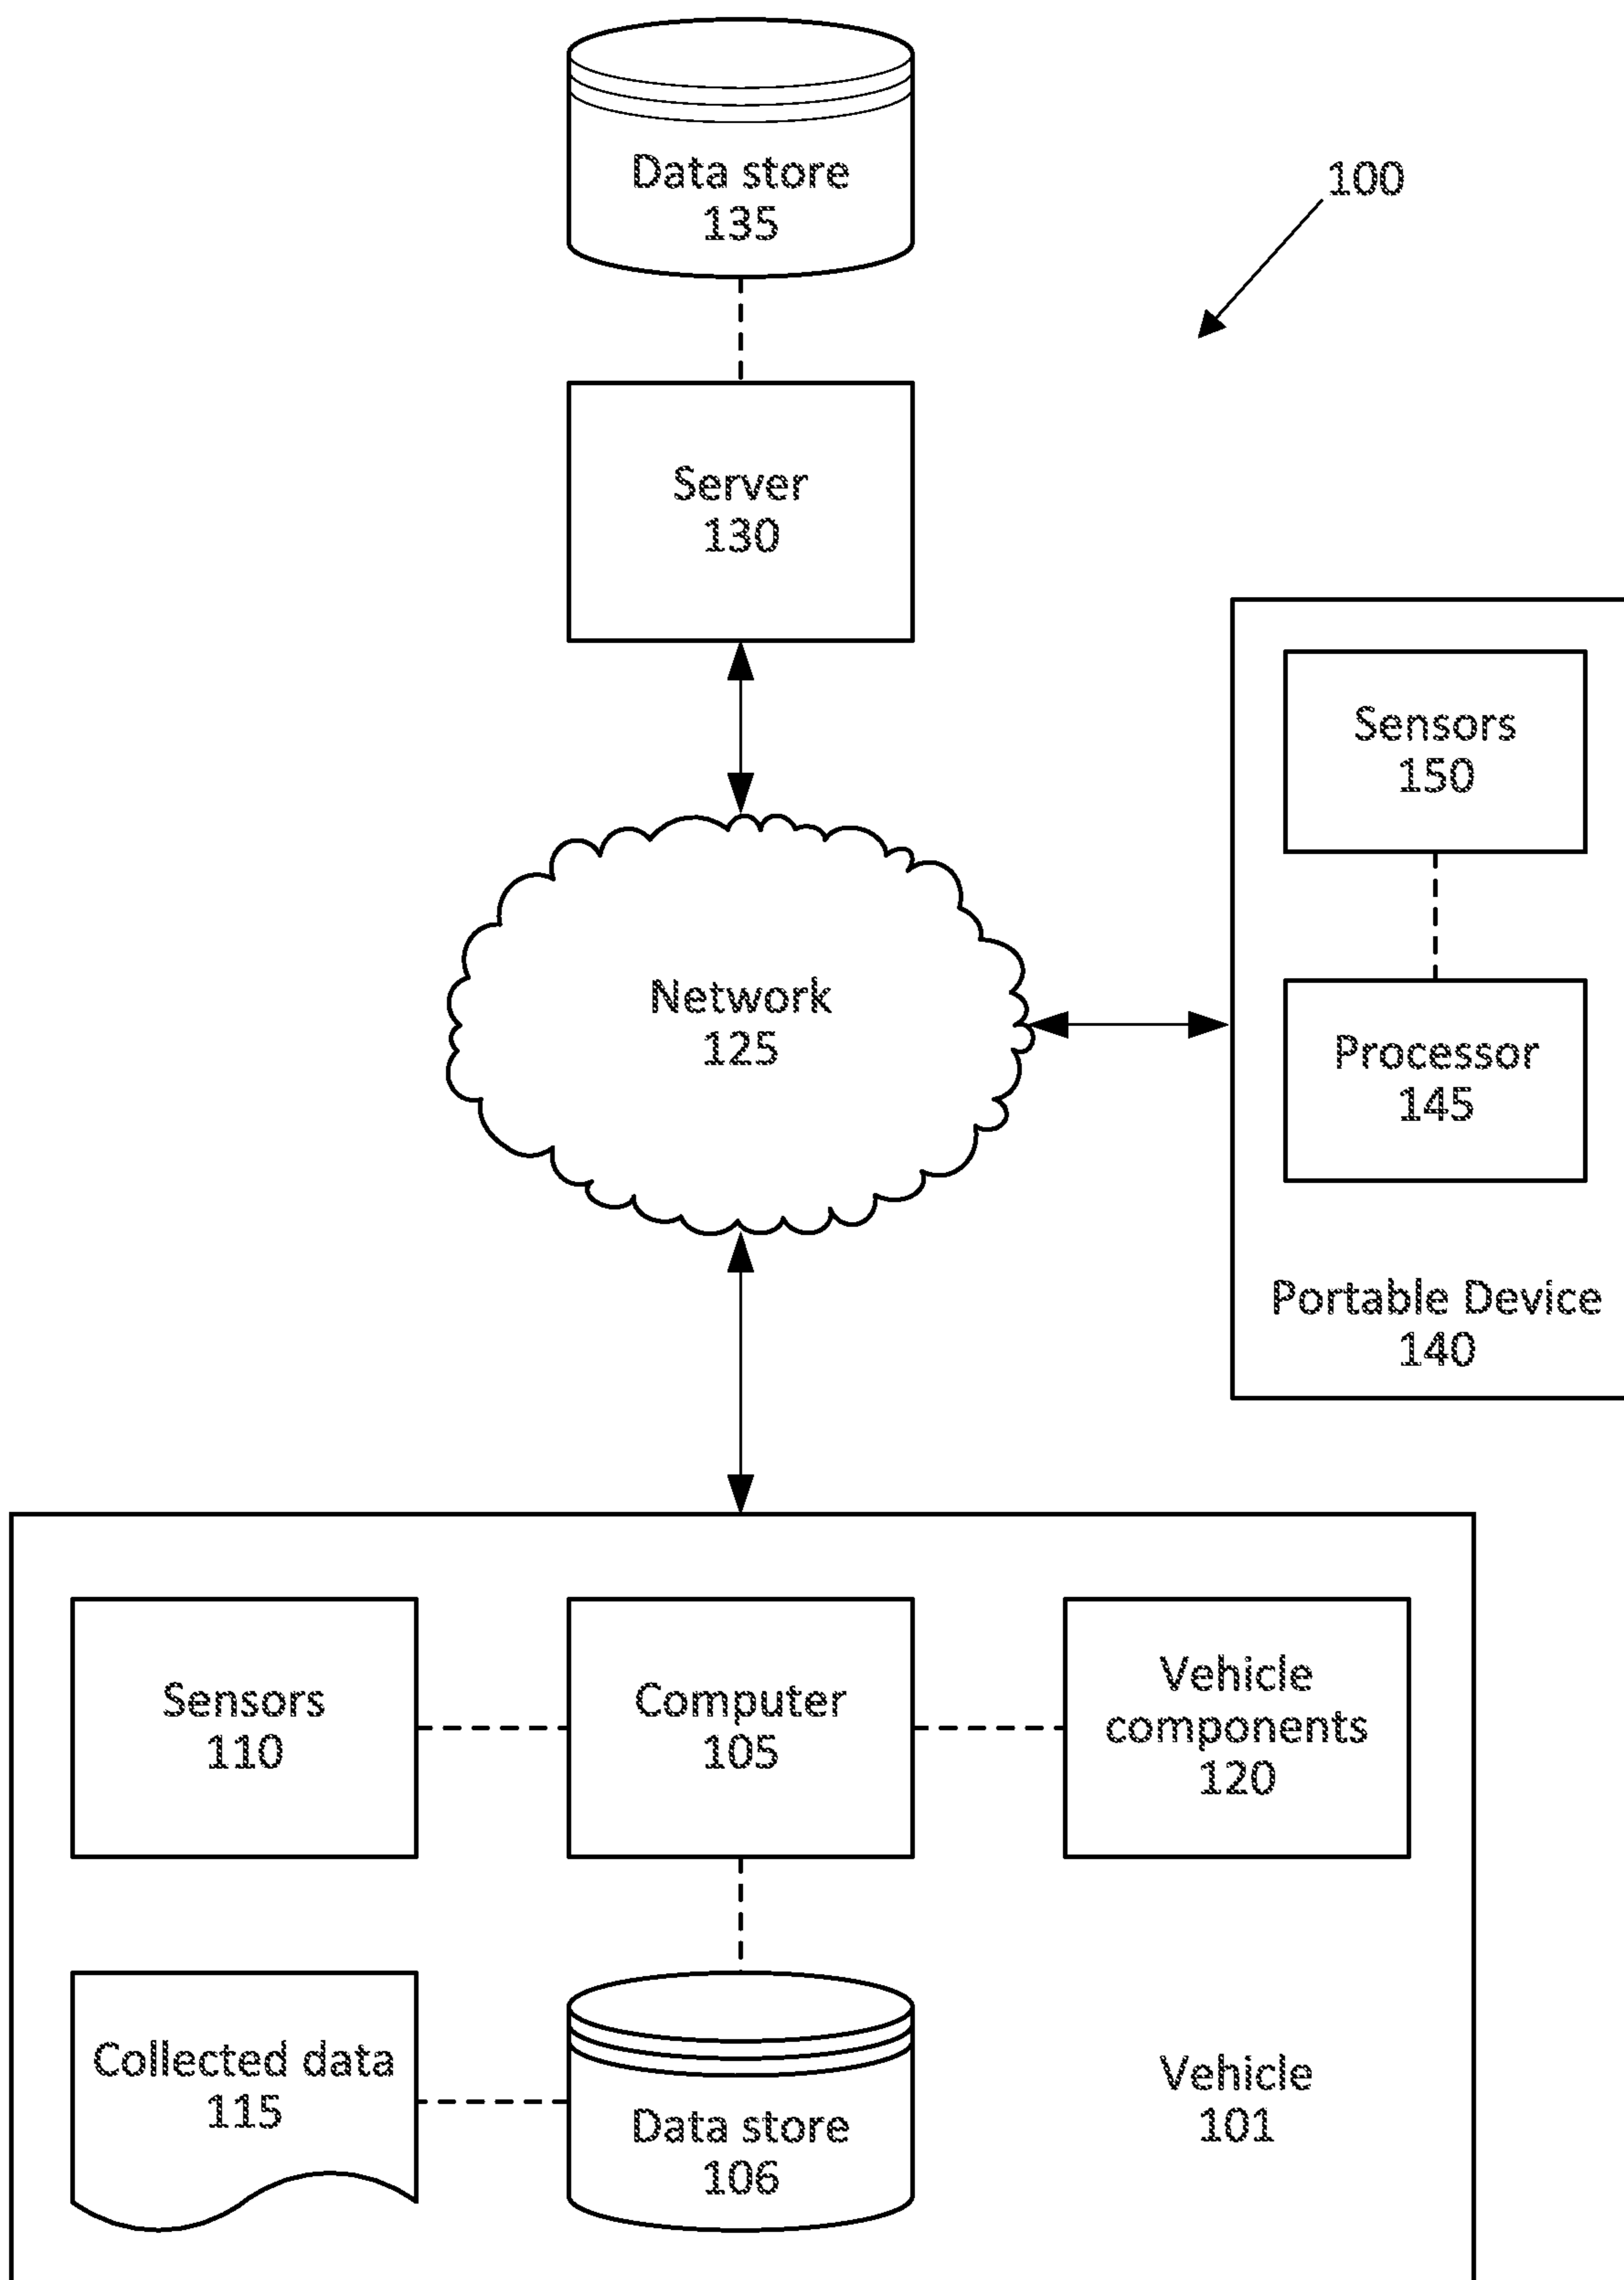 Data store
135
100
Server
130
Sensors
150
Network
125
Processor
145
Portable Device
140
Sensors
110
Computer
105
Vehicle
components
120
Collected data
115
Data store
106
Vehicle
101